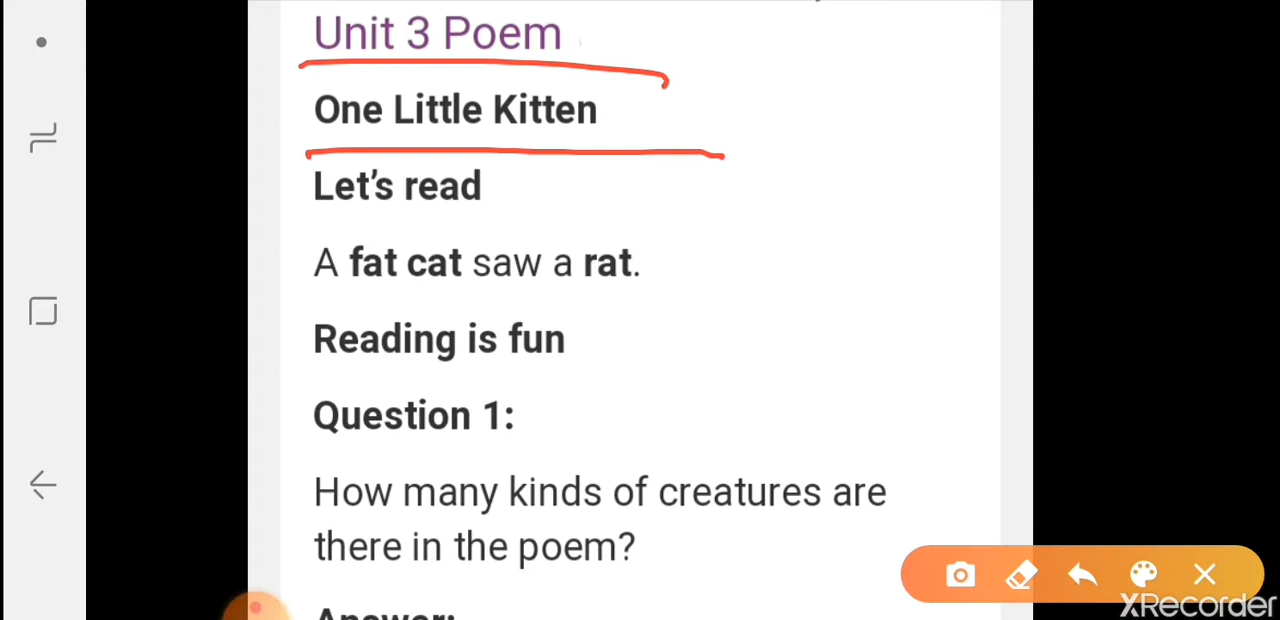 Unit 3 Poem
One Little Kitten
Let's read
A fat cat saw a rat.
Reading is fun
Question 1:
How many kinds of creatures are
there in the poem?
Answer:
XRecorder